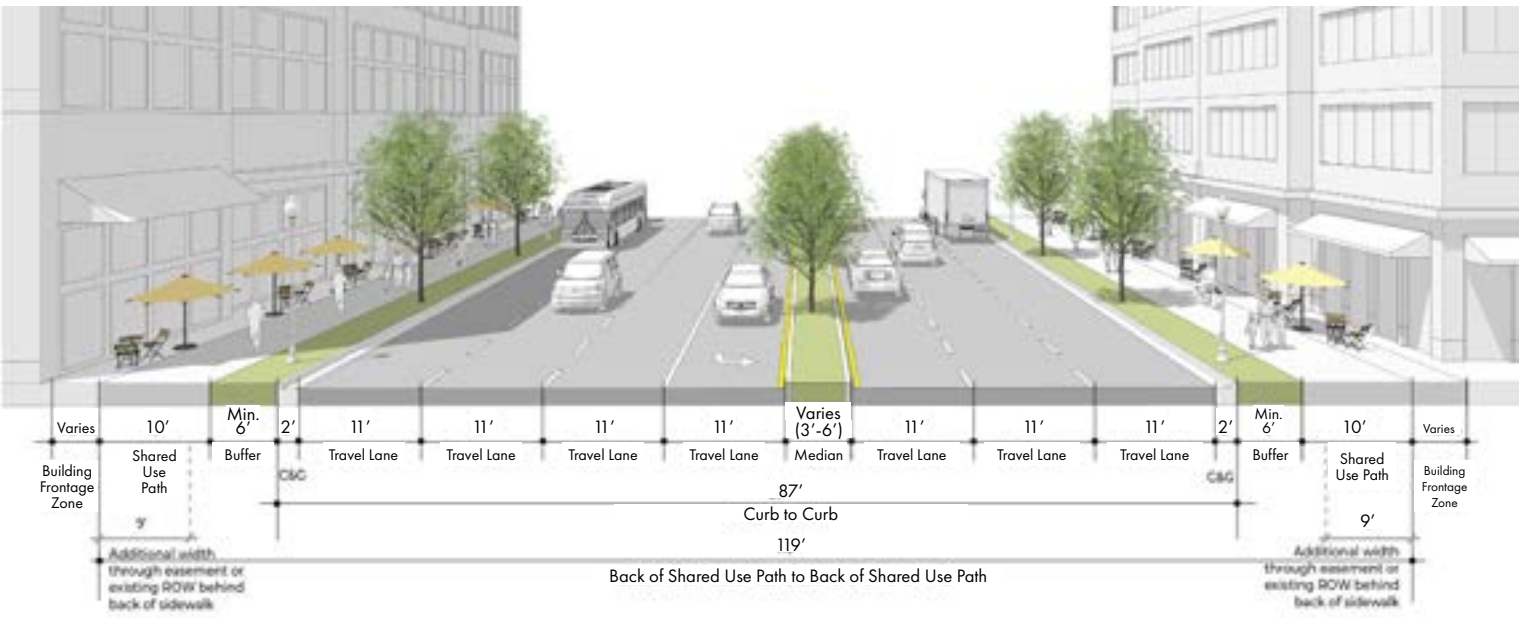 Varies
10’
Min.
6’
2’
11’
11’
11’
11’
Varies
(3’-6’)
11’
11’
11’
2’
Min.
6’
10’
Varies
Building
Frontage
Zone
Shared
Use
Path
Buffer
C&G
Travel Lane
Travel Lane
Travel Lane
Travel Lane
Median
Travel Lane
Travel Lane
Travel Lane
C&G
Buffer
Shared
Use Path
Building
Frontage
Zone
87’
Curb to Curb
9’
9’
119’
Back of Shared Use Path to Back of Shared Use Path
Additional width
through easement or
existing ROW behind
back of sidewalk
Additional width
through easement or
existing ROW behind
back of sidewalk